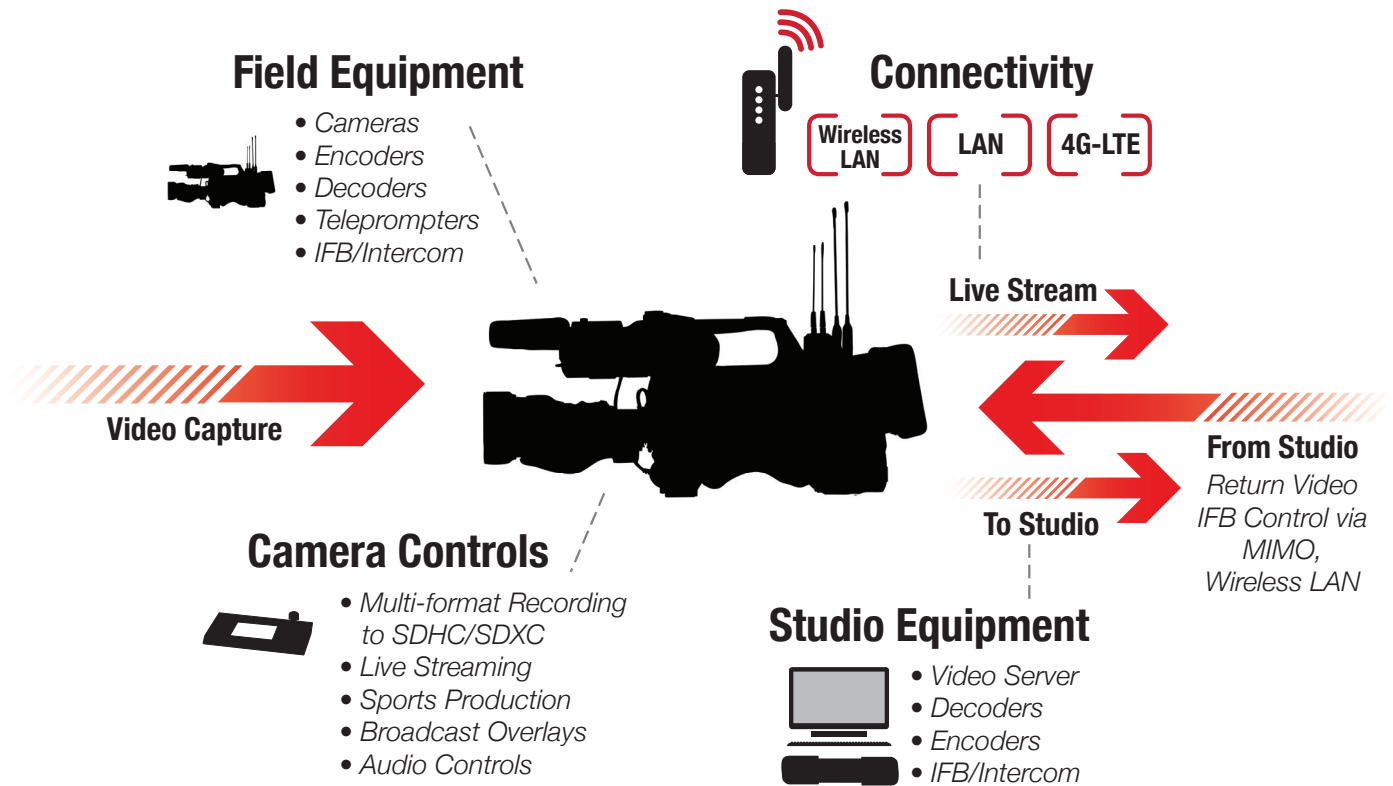 Field Equipment
• Cameras
• Encoders
• Decoders
• Teleprompters
• IFB/Intercom
Connectivity
Wireless
LAN
LAN
4G-LTE
Live Stream
Video Capture
From Studio
Return Video
IFB Control via
MIMO,
Wireless LAN
To Studio
Camera Controls
• Multi-format Recording
to SDHC/SDXC
• Live Streaming
• Sports Production
• Broadcast Overlays
• Audio Controls
Studio Equipment
• Video Server
• Decoders
• Encoders
• IFB/Intercom